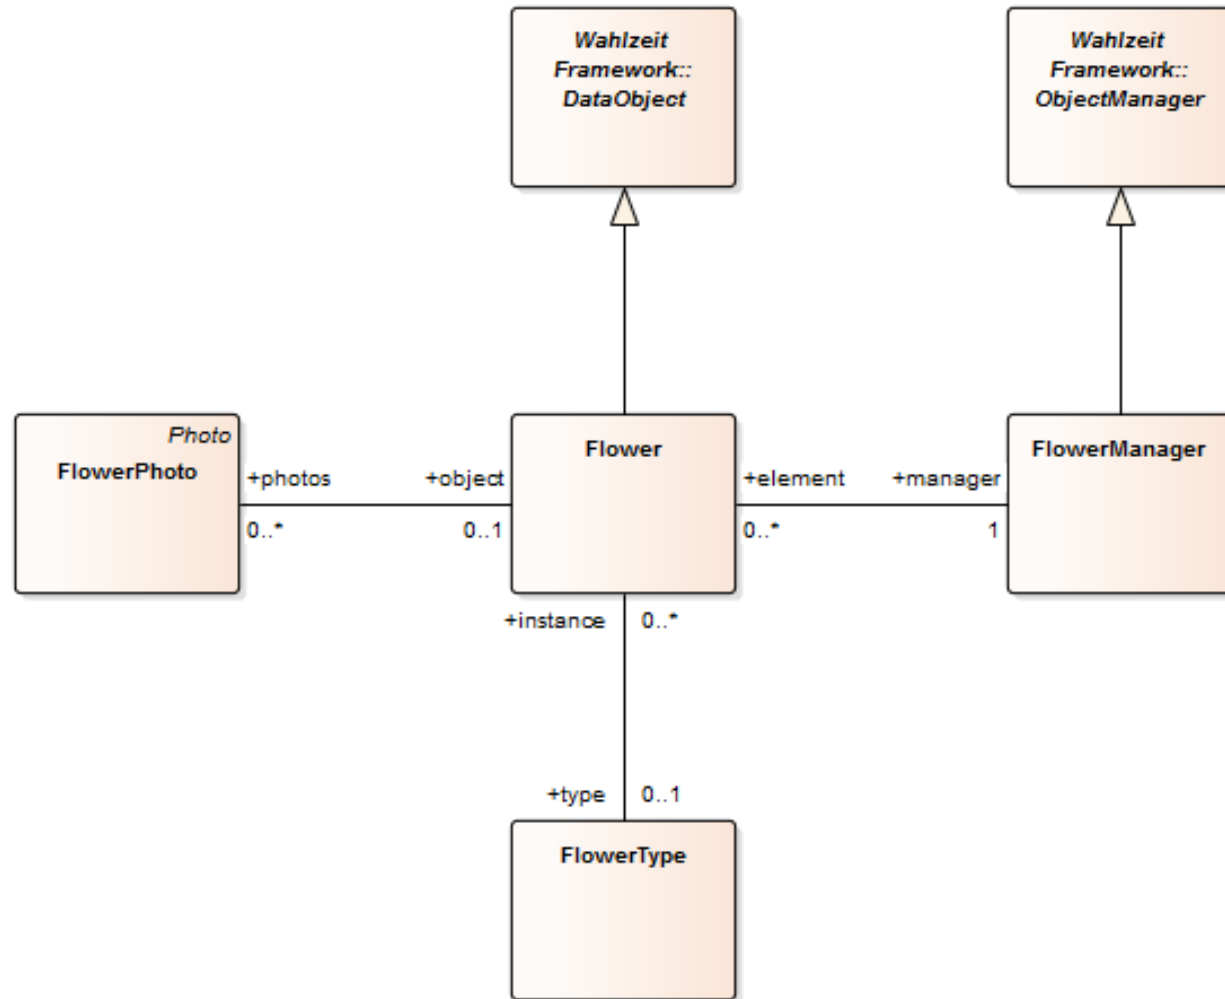 Wahlzeit
Framework::
DataObject
Wahlzeit
Framework::
ObjectManager
Photo
FlowerPhoto
+photos
0..*
+object
0..1
Flower
+element
0..*
+manager
1
FlowerManager
+instance
0..*
+type
0..1
FlowerType